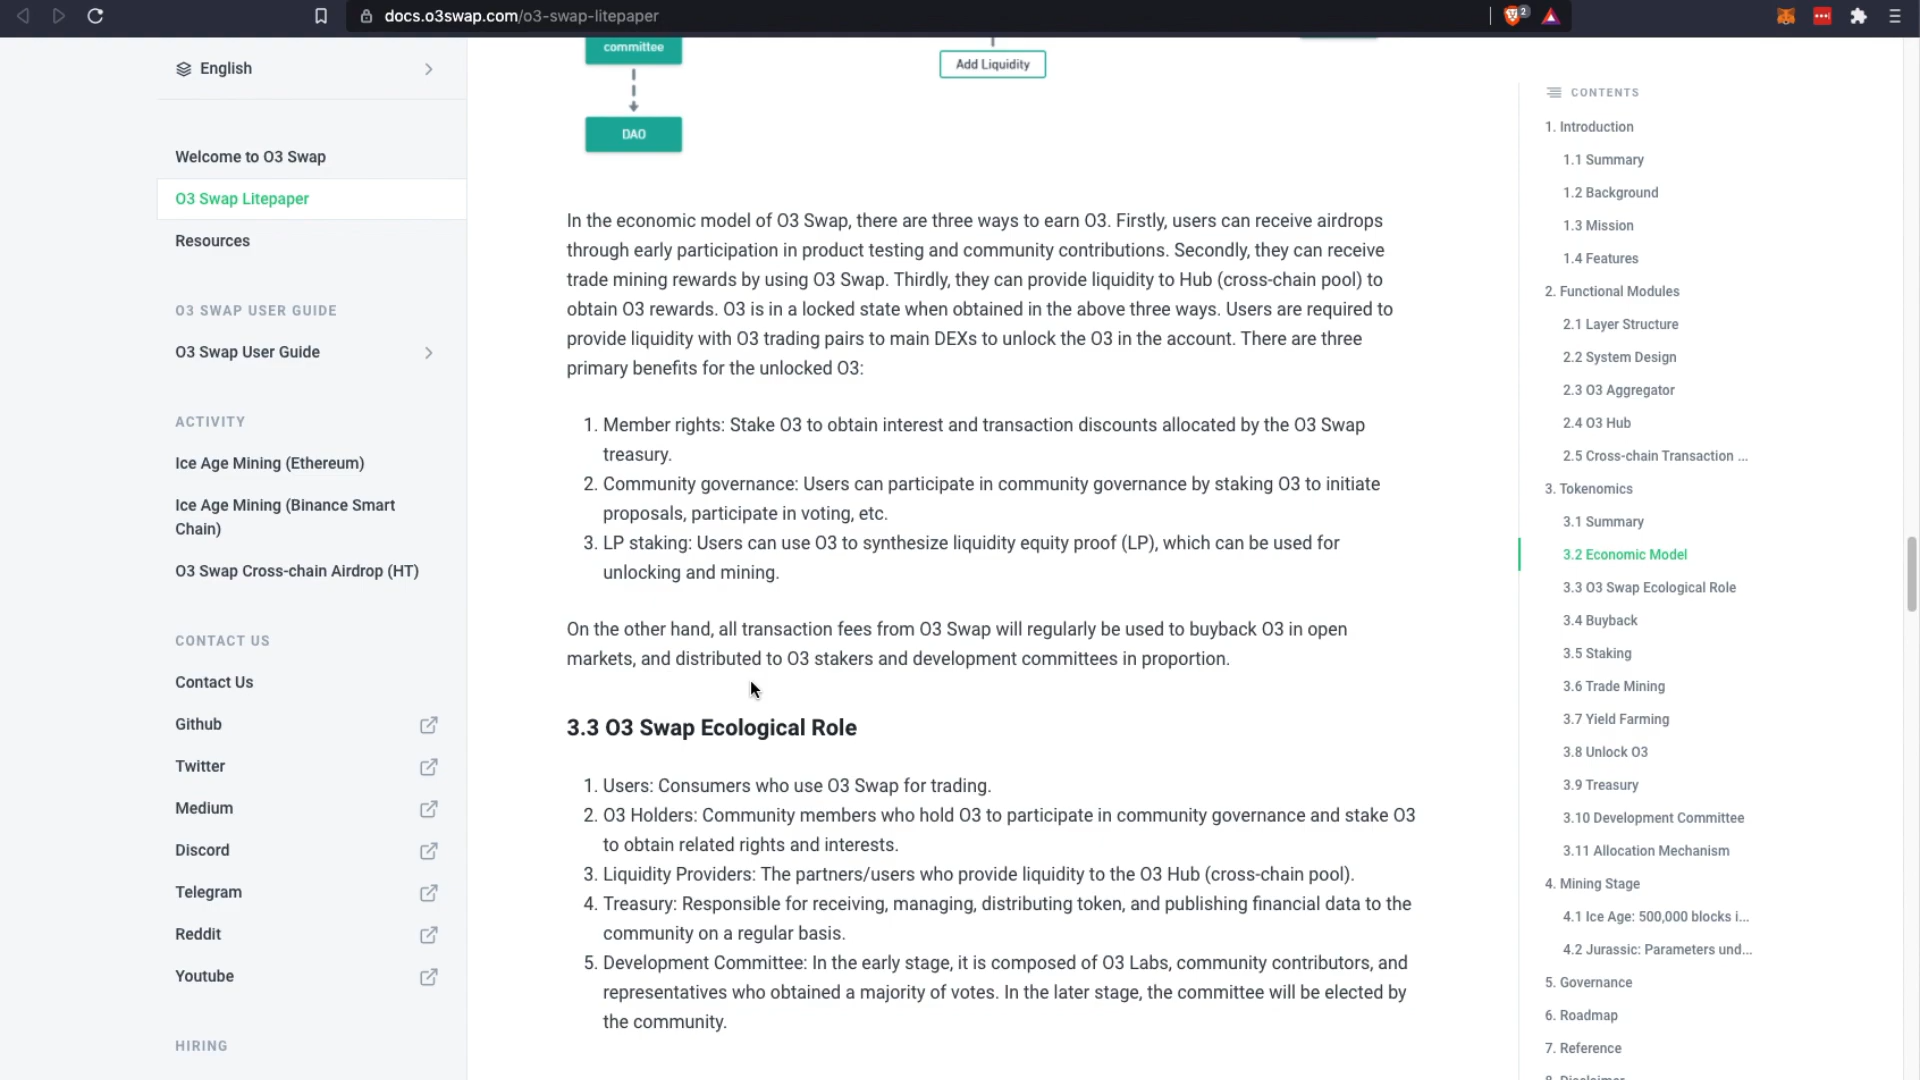 docs.o3swap.com/o3-swap-litepaper
2
English
Welcome to O3 Swap
O3 Swap Litepaper
Resources
O3 SWAP USER GUIDE
O3 Swap User Guide
ACTIVITY
Ice Age Mining (Ethereum)
Ice Age Mining (Binance Smart
Chain)
O3 Swap Cross-chain Airdrop (HT)
CONTACT US
Contact Us
Github
Twitter
Medium
Discord
Telegram
Reddit
Youtube
HIRING
committee
Add Liquidity
DAO
In the economic model of O3 Swap, there are three ways to earn O3. Firstly, users can receive airdrops
through early participation in product testing and community contributions. Secondly, they can receive
trade mining rewards by using O3 Swap. Thirdly, they can provide liquidity to Hub (cross-chain pool) to
obtain O3 rewards. O3 is in a locked state when obtained in the above three ways. Users are required to
provide liquidity with O3 trading pairs to main DEXs to unlock the O3 in the account. There are three
primary benefits for the unlocked O3:
1. Member rights: Stake O3 to obtain interest and transaction discounts allocated by the O3 Swap
treasury.
2. Community governance: Users can participate in community governance by staking O3 to initiate
proposals, participate in voting, etc.
3. LP staking: Users can use O3 to synthesize liquidity equity proof (LP), which can be used for
unlocking and mining.
On the other hand, all transaction fees from O3 Swap will regularly be used to buyback O3 in open
markets, and distributed to O3 stakers and development committees in proportion.
3.3 O3 Swap Ecological Role
1. Users: Consumers who use O3 Swap for trading.
2. O3 Holders: Community members who hold O3 to participate in community governance and stake O3
to obtain related rights and interests.
3. Liquidity Providers: The partners/users who provide liquidity to the O3 Hub (cross-chain pool).
4. Treasury: Responsible for receiving, managing, distributing token, and publishing financial data to the
community on a regular basis.
5. Development Committee: In the early stage, it is composed of O3 Labs, community contributors, and
representatives who obtained a majority of votes. In the later stage, the committee will be elected by
the community.
CONTENTS
1. Introduction
1.1 Summary
1.2 Background
1.3 Mission
1.4 Features
2. Functional Modules
2.1 Layer Structure
2.2 System Design
2.3 O3 Aggregator
2.4 O3 Hub
2.5 Cross-chain Transaction ...
3. Tokenomics
3.1 Summary
3.2 Economic Model
3.3 O3 Swap Ecological Role
3.4 Buyback
3.5 Staking
3.6 Trade Mining
3.7 Yield Farming
3.8 Unlock O3
3.9 Treasury
3.10 Development Committee
3.11 Allocation Mechanism
4. Mining Stage
4.1 Ice Age: 500,000 blocks i...
4.2 Jurassic: Parameters und...
5. Governance
6. Roadmap
7. Reference
8. Disclaimer